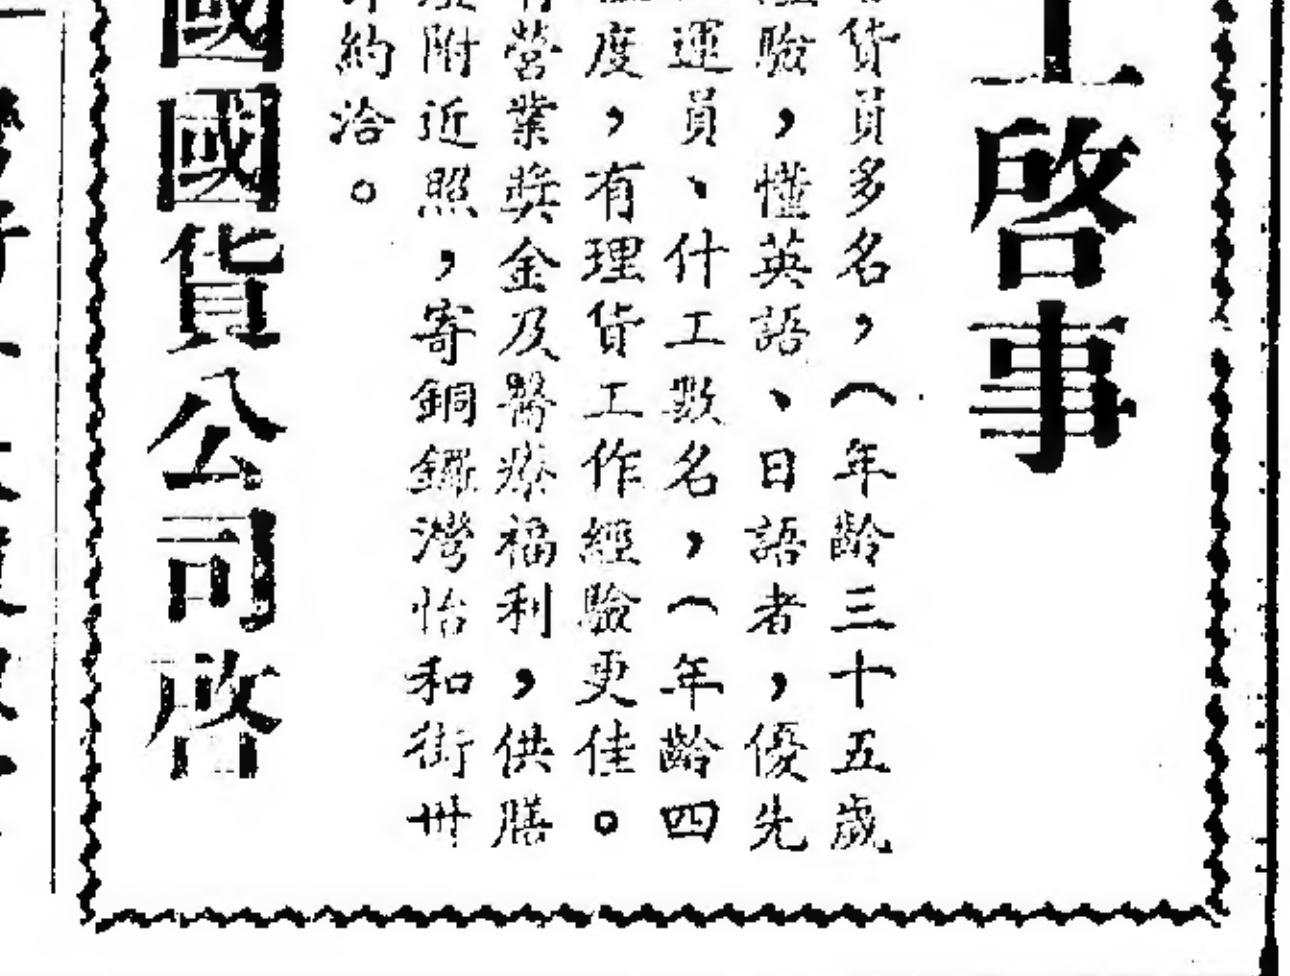 工啓事
貨員多名，（年齡三十五歲
驗，懂英語、日語者，優先
運員、什工數名，（年齡四
度，有理貨工作經驗更佳。
營業奬金及醫療福利，供膳
附近照，寄銅鑼灣怡和街卅
約洽。
國國貨公司啓